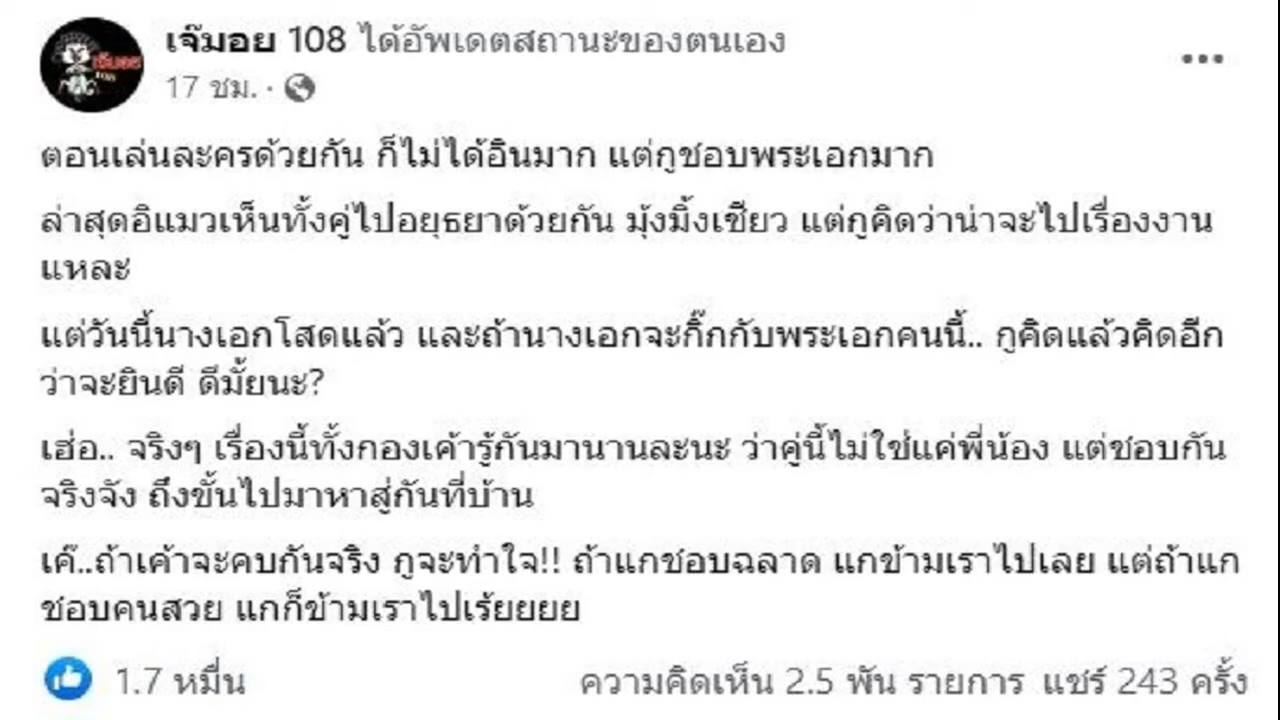 เจ๊มอย 108 ได้อัพเดตสถานะของตนเอง
17 ชม. ·
ตอนเล่นละครด้วยกัน ก็ไม่ได้อินมาก แต่กูชอบพระเอกมาก
ล่าสุดอิแมวเห็นทั้งคู่ไปอยุธยาด้วยกัน มุ้งมิ้งเชียว แต่กูคิดว่าน่าจะไปเรื่องงาน
แหละ
แต่วันนี้นางเอกโสดแล้ว และถ้านางเอกจะกิ๊กกับพระเอกคนนี้.. กูคิดแล้วคิดอีก
ว่าจะยินดี ดีมั้ยนะ?
เฮ่อ.. จริงๆ เรื่องนี้ทั้งกองเค้ารู้กันมานานละนะ ว่าคู่นี้ไม่ใช่แค่พี่น้อง แต่ชอบกัน
จริงจัง ถึงขั้นไปมาหาสู่กันที่บ้าน
เค๊..ถ้าเค้าจะคบกันจริง กูจะทำใจ!! ถ้าแกชอบฉลาด แกข้ามเราไปเลย แต่ถ้าแก
ชอบคนสวย แกก็ข้ามเราไปเร้ยยยย
1.7 หมื่น ความคิดเห็น 2.5 พัน รายการ แชร์ 243 ครั้ง